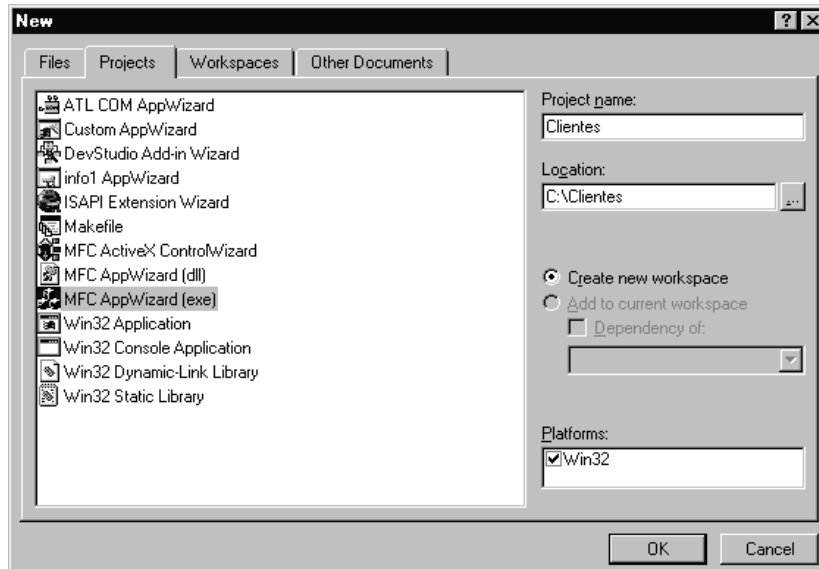 New
Files Projects Workspaces Other Documents
ATL COM AppWizard
Custom AppWizard
DevStudio Add-in Wizard
info1 AppWizard
ISAPI Extension Wizard
Makefile
MFC ActiveX ControlWizard
MFC AppWizard (dll)
MFC AppWizard (exe)
Win32 Application
Win32 Console Application
Win32 Dynamic-Link Library
Win32 Static Library
Project name:
Clientes
Location:
C:\Clientes
...
Create new workspace
Add to current workspace
Dependency of:
Platforms:
Win32
OK Cancel